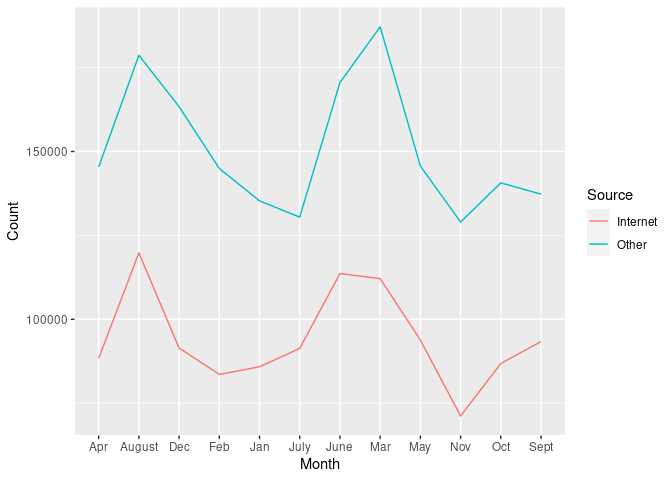 Count
150000
100000
Apr August Dec Feb Jan July June Mar May Nov Oct Sept
Month
Source
Internet
Other